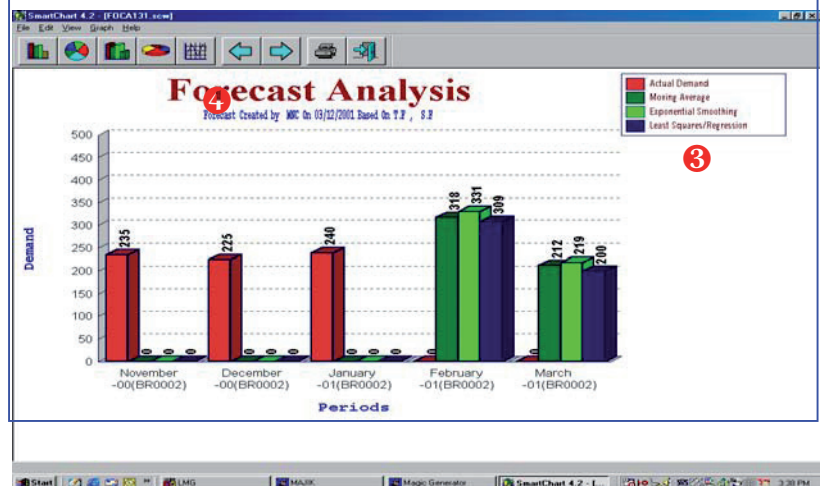 SmartChart 4.2 - [FOCA131.scw]
File Edit View Graph Help
Forecast Analysis
4
Forecast Created by MNC On 03/12/2001 Based On T.F , S.F
Actual Demand
Moving Average
Exponential Smoothing
Least Squares/Regression
3
Demand
500
450
400
350
300
250
200
150
100
50
0
235 0 0 0
225 0 0 0
240 0 0 0
0 318 331 309
0 212 219 200
November December January February March
-00(BR0002) -00(BR0002) -01(BR0002) -01(BR0002) -01(BR0002)
Periods
Start LMG MAJIK Magic Generator SmartChart 4.2 - [... 3:38 PM